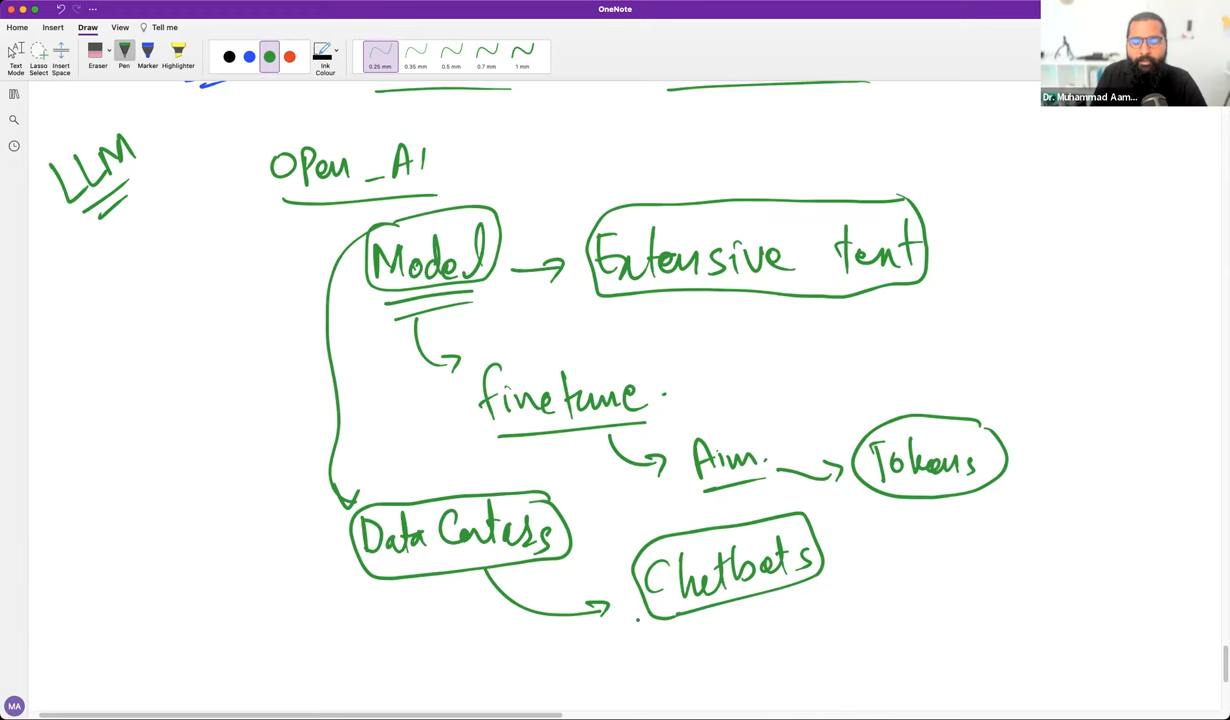 OneNote
Home Insert Draw View Tell me
Text Mode
Lasso Select
Insert Space
Eraser
Pen
Marker
Highlighter
Ink Colour
0.25 mm
0.35 mm
0.5 mm
0.7 mm
1 mm
Dr. Muhammad Aam...
LLM
OPen_AI
Model → Extensive text
finetune.
Aim. → Tokens
Data Centers
Chetbots
MA